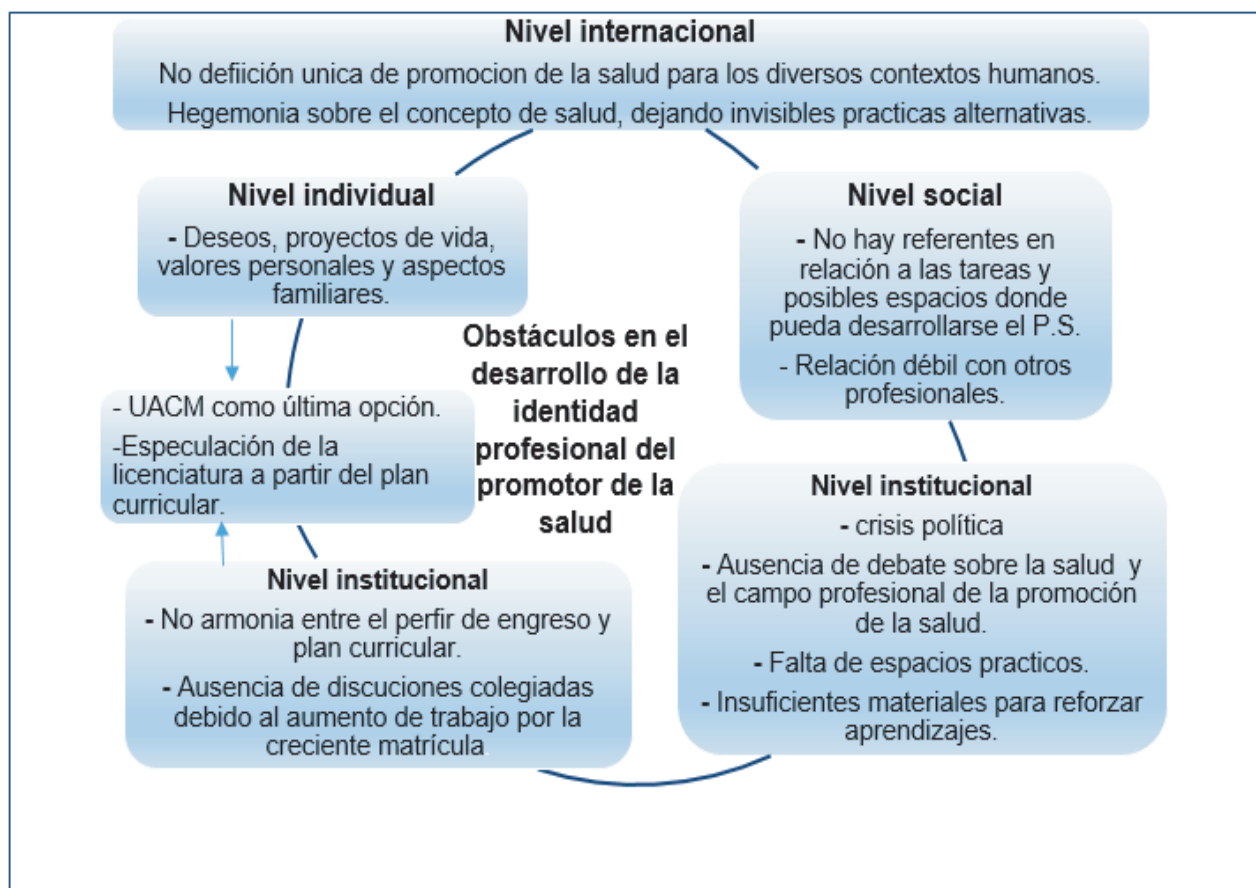 Nivel internacional
No defiición unica de promocion de la salud para los diversos contextos humanos.
Hegemonia sobre el concepto de salud, dejando invisibles practicas alternativas.
Nivel individual
- Deseos, proyectos de vida,
valores personales y aspectos
familiares.
Nivel social
- No hay referentes en
relación a las tareas y
posibles espacios donde
pueda desarrollarse el P.S.
- Relación débil con otros
profesionales.
Obstáculos en el
desarrollo de la
identidad
profesional del
promotor de la
salud
- UACM como última opción.
-Especulación de la
licenciatura a partir del plan
curricular.
Nivel institucional
- No armonia entre el perfir de engreso y
plan curricular.
- Ausencia de discuciones colegiadas
debido al aumento de trabajo por la
creciente matrícula
Nivel institucional
- crisis política
- Ausencia de debate sobre la salud y
el campo profesional de la promoción
de la salud.
- Falta de espacios practicos.
- Insuficientes materiales para reforzar
aprendizajes.